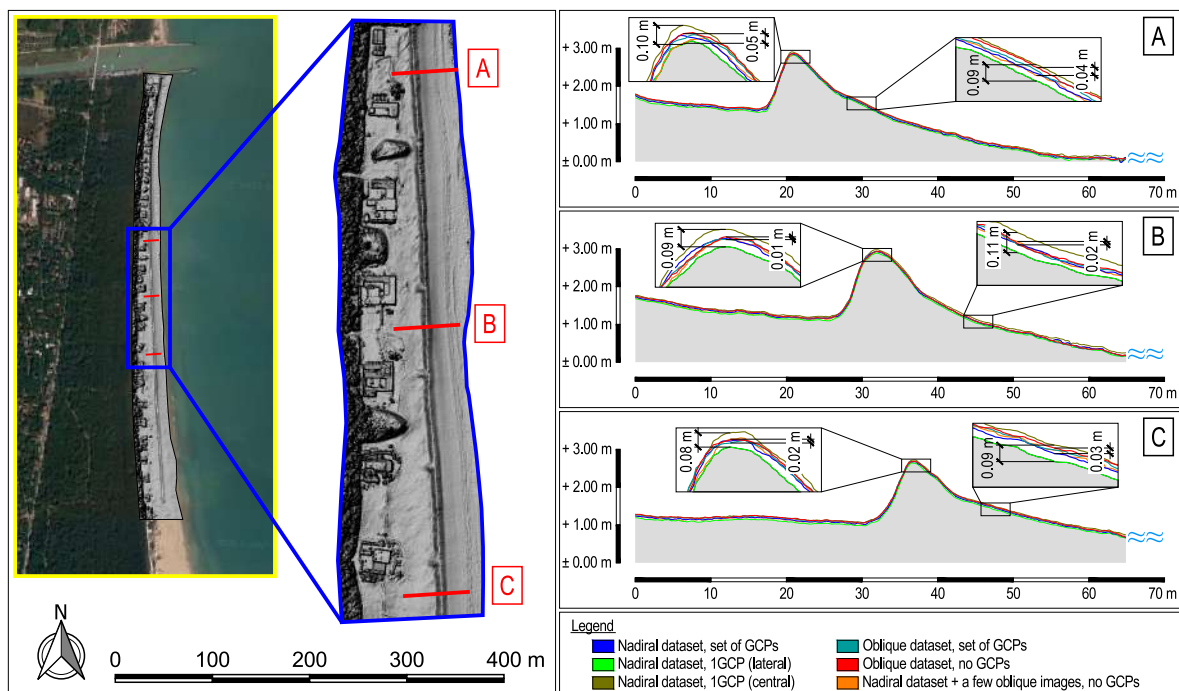 A
B
C
N
0 100 200 300 400 m
A
+ 3.00 m
+ 2.00 m
+ 1.00 m
± 0.00 m
0.10 m
0.05 m
0.09 m
0.04 m
0 10 20 30 40 50 60 70 m
B
+ 3.00 m
+ 2.00 m
+ 1.00 m
± 0.00 m
0.09 m
0.01 m
0.11 m
0.02 m
0 10 20 30 40 50 60 70 m
C
+ 3.00 m
+ 2.00 m
+ 1.00 m
± 0.00 m
0.08 m
0.02 m
0.09 m
0.03 m
0 10 20 30 40 50 60 70 m
Legend
Nadiral dataset, set of GCPs
Nadiral dataset, 1GCP (lateral)
Nadiral dataset, 1GCP (central)
Oblique dataset, set of GCPs
Oblique dataset, no GCPs
Nadiral dataset + a few oblique images, no GCPs